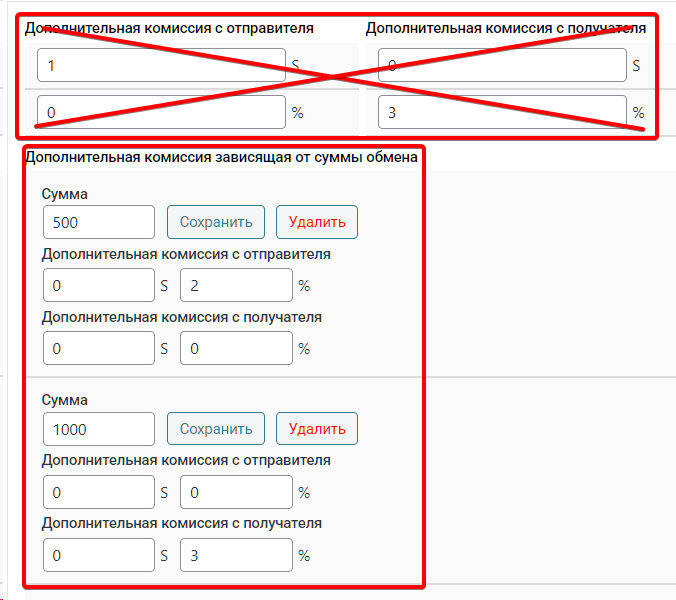 Дополнительная комиссия с отправителя Дополнительная комиссия с получателя
1 S 0 S
0 % 3 %
Дополнительная комиссия зависящая от суммы обмена
Сумма
500 Сохранить Удалить
Дополнительная комиссия с отправителя
0 S 2 %
Дополнительная комиссия с получателя
0 S 0 %
Сумма
1000 Сохранить Удалить
Дополнительная комиссия с отправителя
0 S 0 %
Дополнительная комиссия с получателя
0 S 3 %